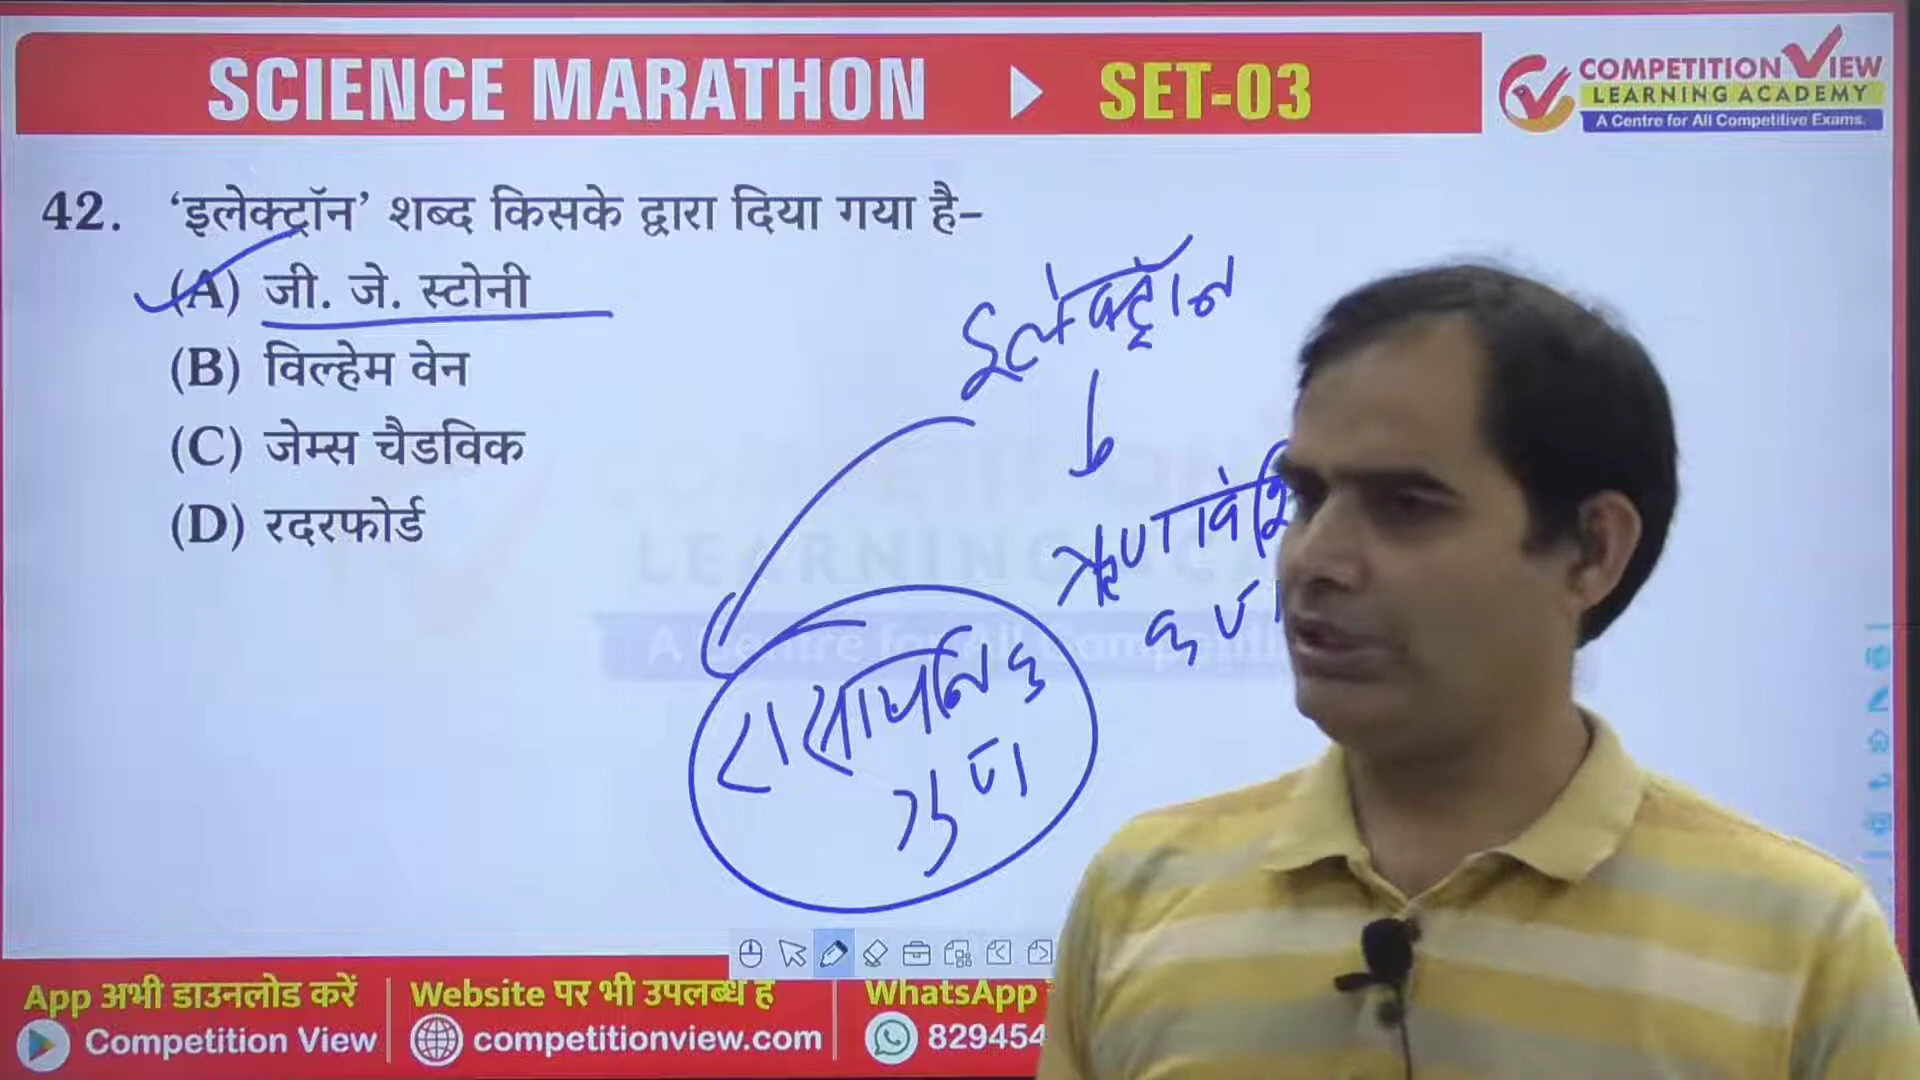 SCIENCE MARATHON SET-03
COMPETITION VIEW
LEARNING ACADEMY
A Centre for All Competitive Exams.
42. ‘इलेक्ट्रॉन’ शब्द किसके द्वारा दिया गया है–
(A) जी. जे. स्टोनी
(B) विल्हेम वेन
(C) जेम्स चैडविक
(D) रदरफोर्ड
इलेक्ट्रॉन
रासायनिक
गुण
App अभी डाउनलोड करें
Competition View
Website पर भी उपलब्ध है
competitionview.com
WhatsApp
829454